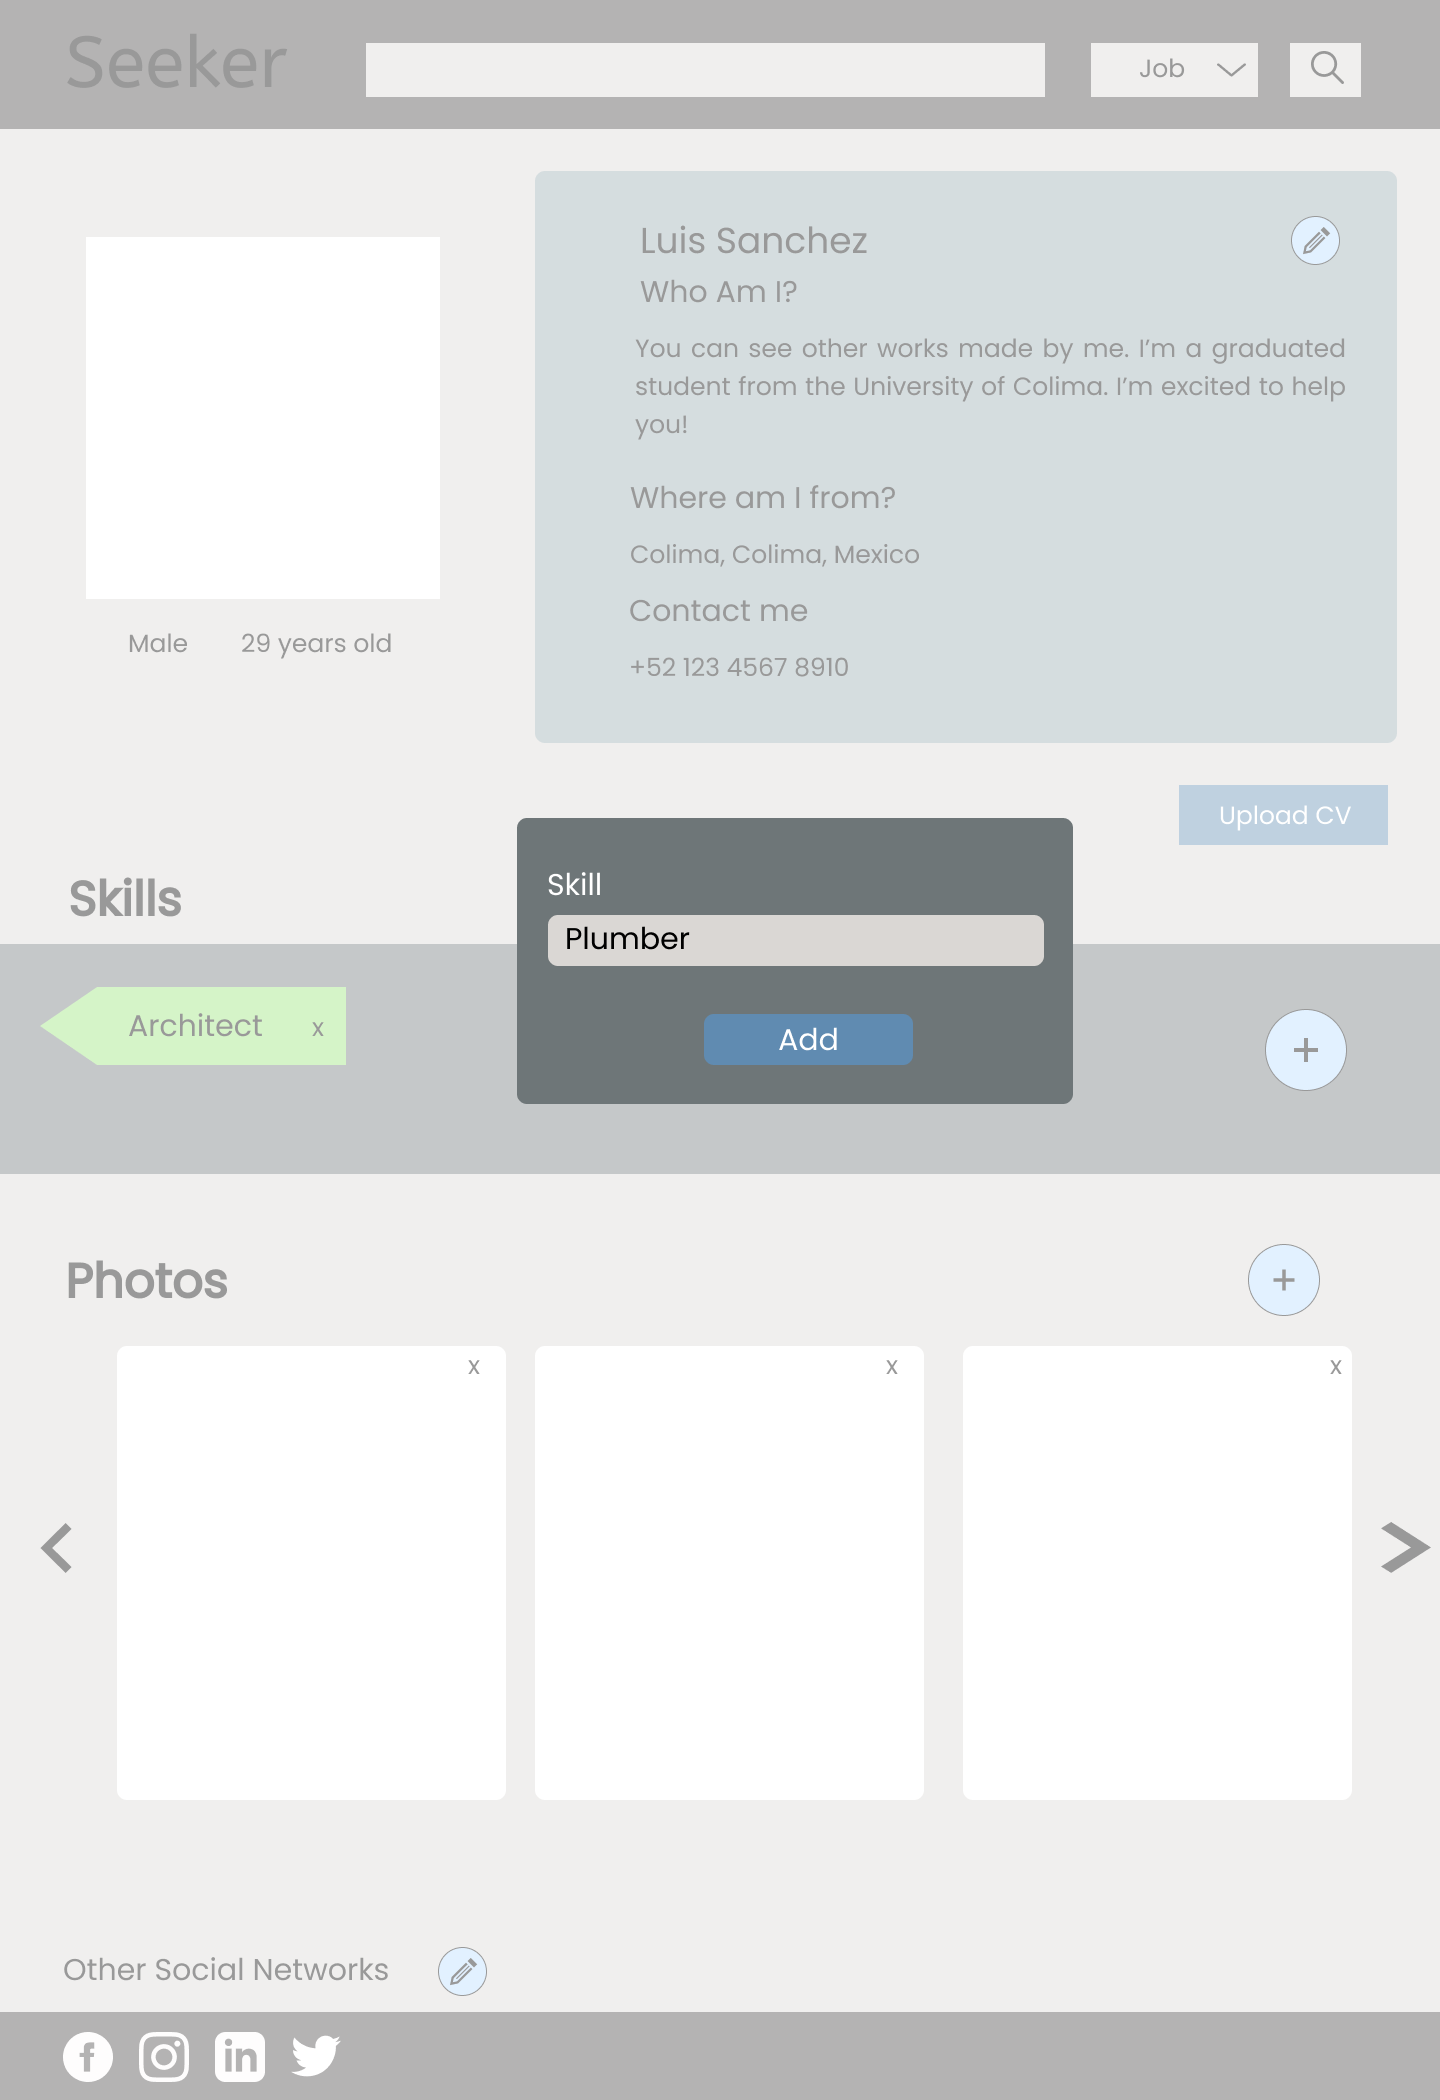 Seeker
Job
Luis Sanchez
Who Am I?
You can see other works made by me. I’m a graduated
student from the University of Colima. I’m excited to help
you!
Where am I from?
Colima, Colima, Mexico
Contact me
+52 123 4567 8910
Male 29 years old
Upload CV
Skills
Skill
Plumber
Add
Architect x
+
Photos
+
x
x
x
Other Social Networks
f
in